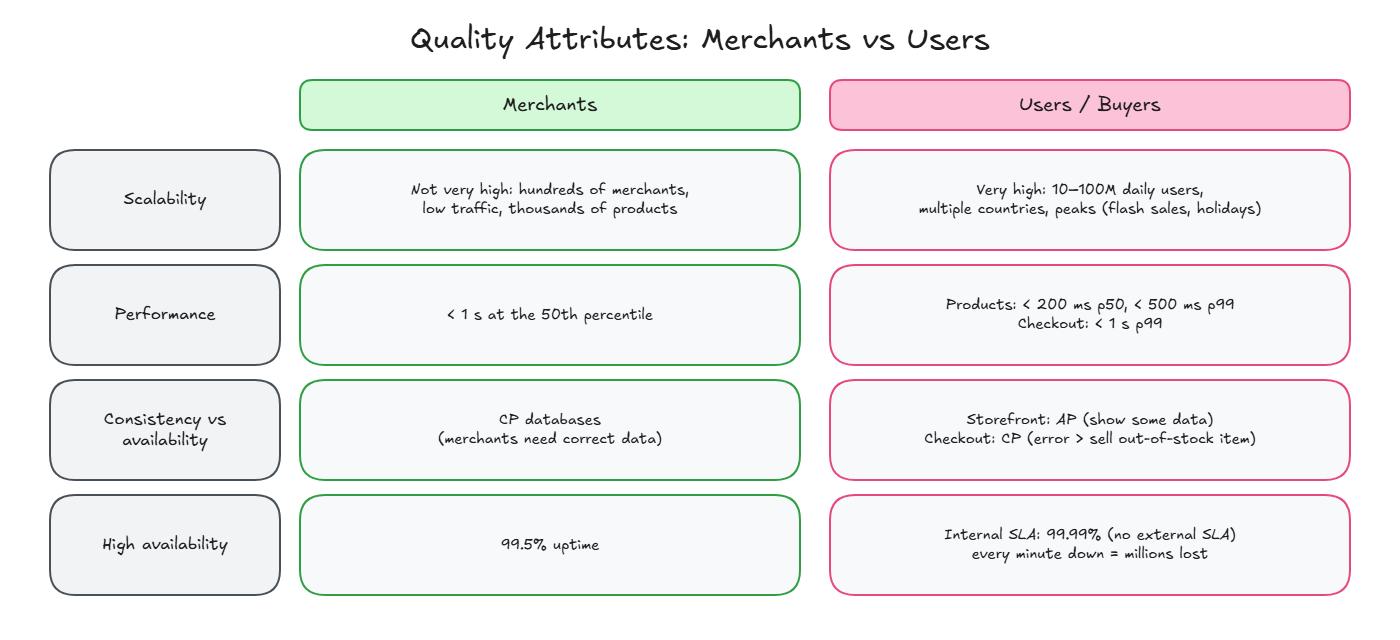 Quality Attributes: Merchants vs Users
Merchants
Users / Buyers
Scalability
Not very high: hundreds of merchants,
low traffic, thousands of products
Very high: 10–100M daily users,
multiple countries, peaks (flash sales, holidays)
Performance
< 1 s at the 50th percentile
Products: < 200 ms p50, < 500 ms p99
Checkout: < 1 s p99
Consistency vs
availability
CP databases
(merchants need correct data)
Storefront: AP (show some data)
Checkout: CP (error > sell out-of-stock item)
High availability
99.5% uptime
Internal SLA: 99.99% (no external SLA)
every minute down = millions lost